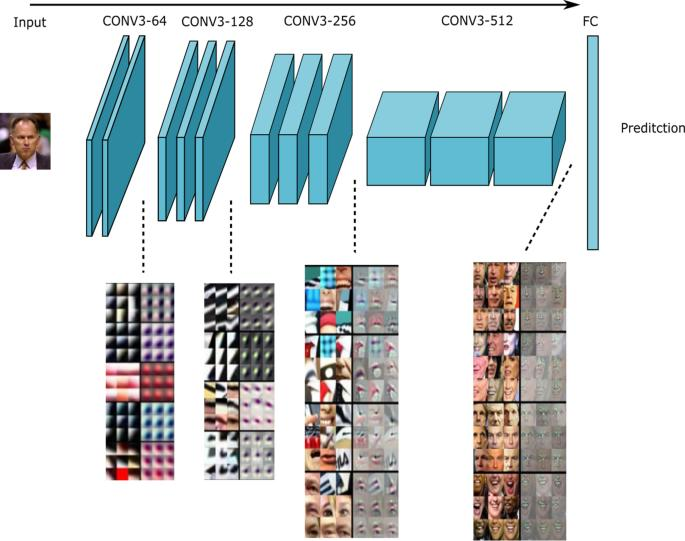 Input
CONV3-64
CONV3-128
CONV3-256
CONV3-512
FC
Preditction